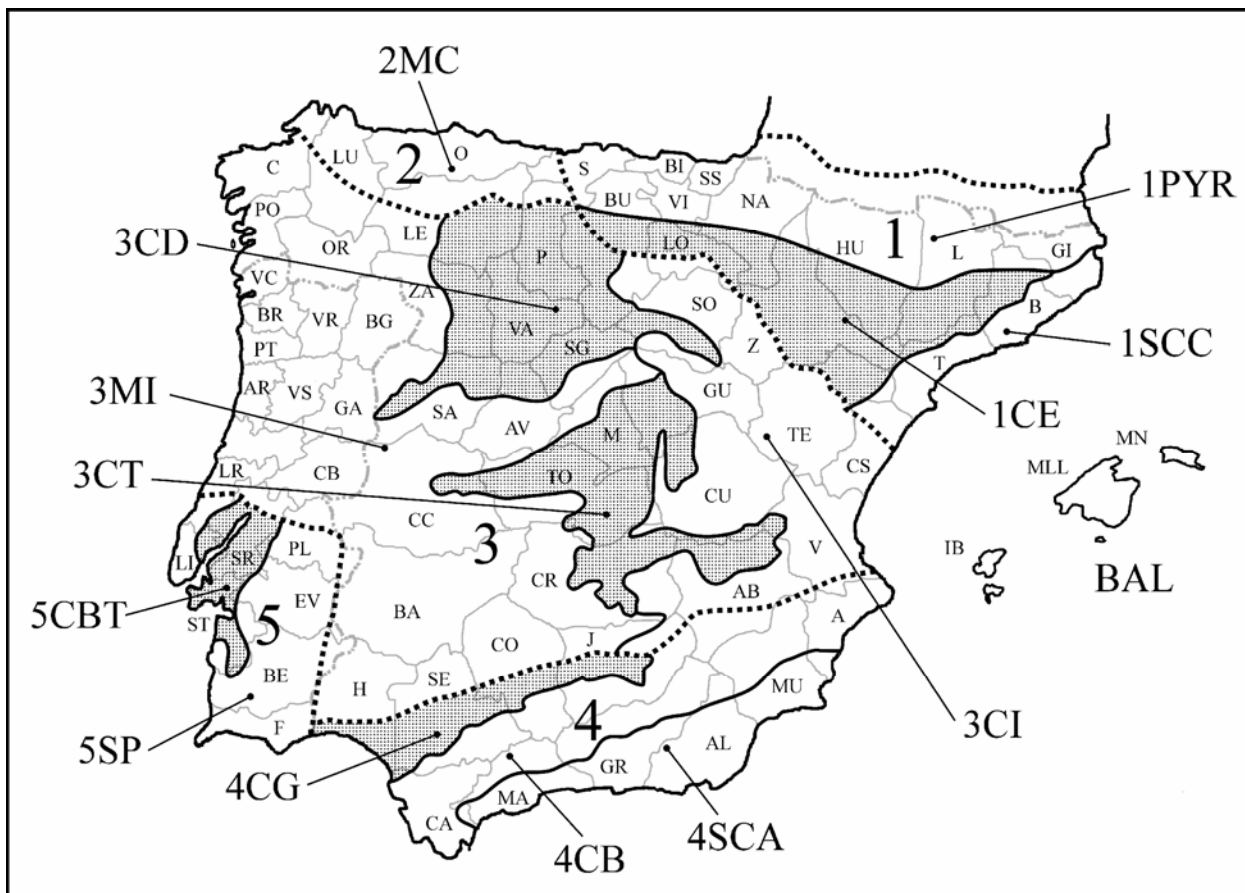 2MC
O
LU
2
C
S
BI
SS
BU
VI
NA
1PYR
PO
OR
LE
LO
HU
1
L
GI
3CD
P
VC
ZA
SO
B
BR
VR
BG
VA
SG
Z
PT
1SCC
T
AR
VS
GA
GU
3MI
SA
AV
1CE
M
TE
MN
LR
CB
TO
CS
MLL
3CT
CU
CC
3
V
IB
LI
SR
PL
BAL
CR
AB
EV
BA
A
5CBT
ST
5
CO
J
BE
H
SE
MU
4
F
3CI
5SP
AL
GR
4CG
MA
CA
4SCA
4CB